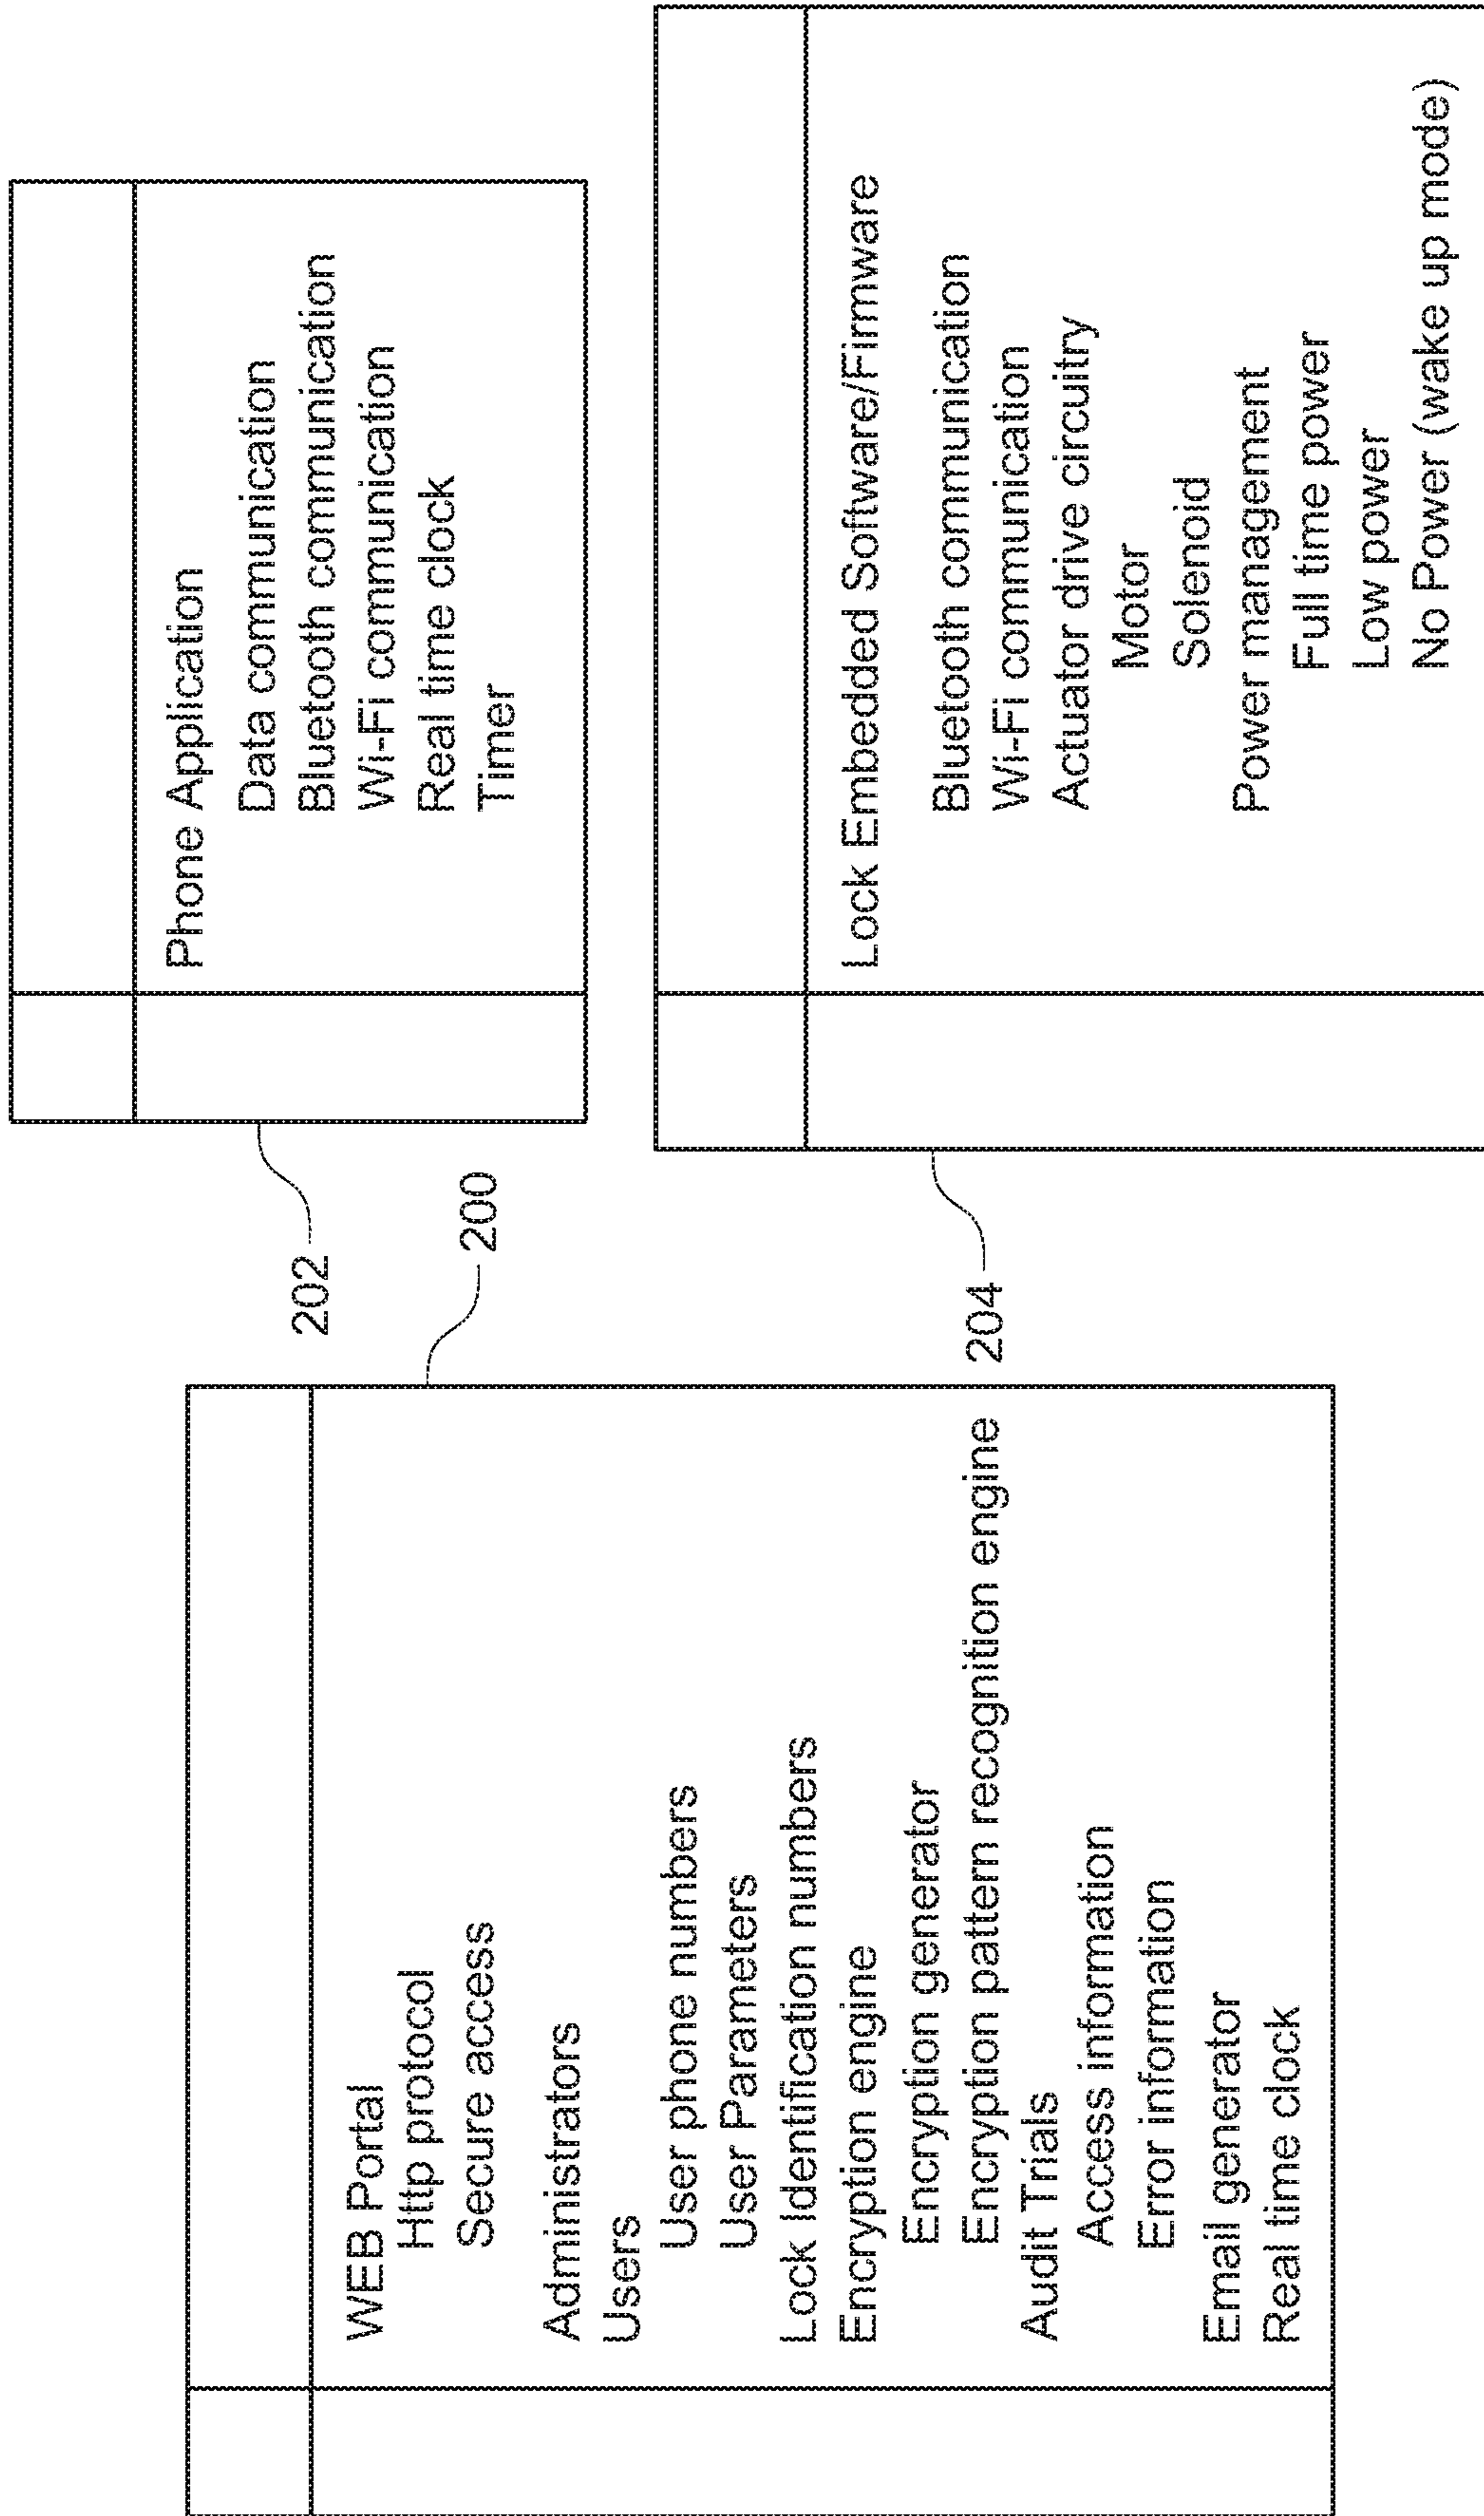 WEB Portal
Http protocol
Secure access
Administrators
Users
User phone numbers
User Parameters
Lock Identification numbers
Encryption engine
Encryption generator
Encryption pattern recognition engine
Audit Trials
Access information
Error information
Email generator
Real time clock
200
202
Phone Application
Data communication
Bluetooth communication
Wi-Fi communication
Real time clock
Timer
204
Lock Embedded Software/Firmware
Bluetooth communication
Wi-Fi communication
Actuator drive circuitry
Motor
Solenoid
Power management
Full time power
Low power
No Power (wake up mode)